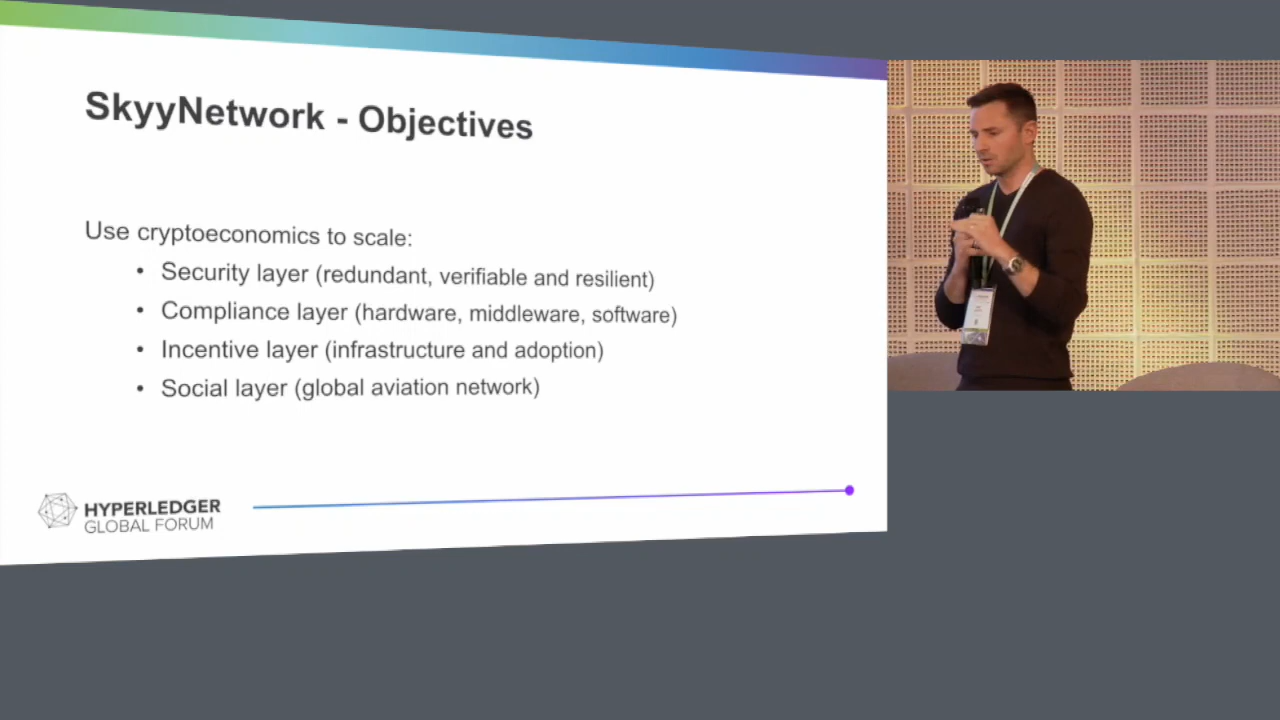 SkyyNetwork - Objectives
Use cryptoeconomics to scale:
• Security layer (redundant, verifiable and resilient)
• Compliance layer (hardware, middleware, software)
• Incentive layer (infrastructure and adoption)
• Social layer (global aviation network)
HYPERLEDGER
GLOBAL FORUM